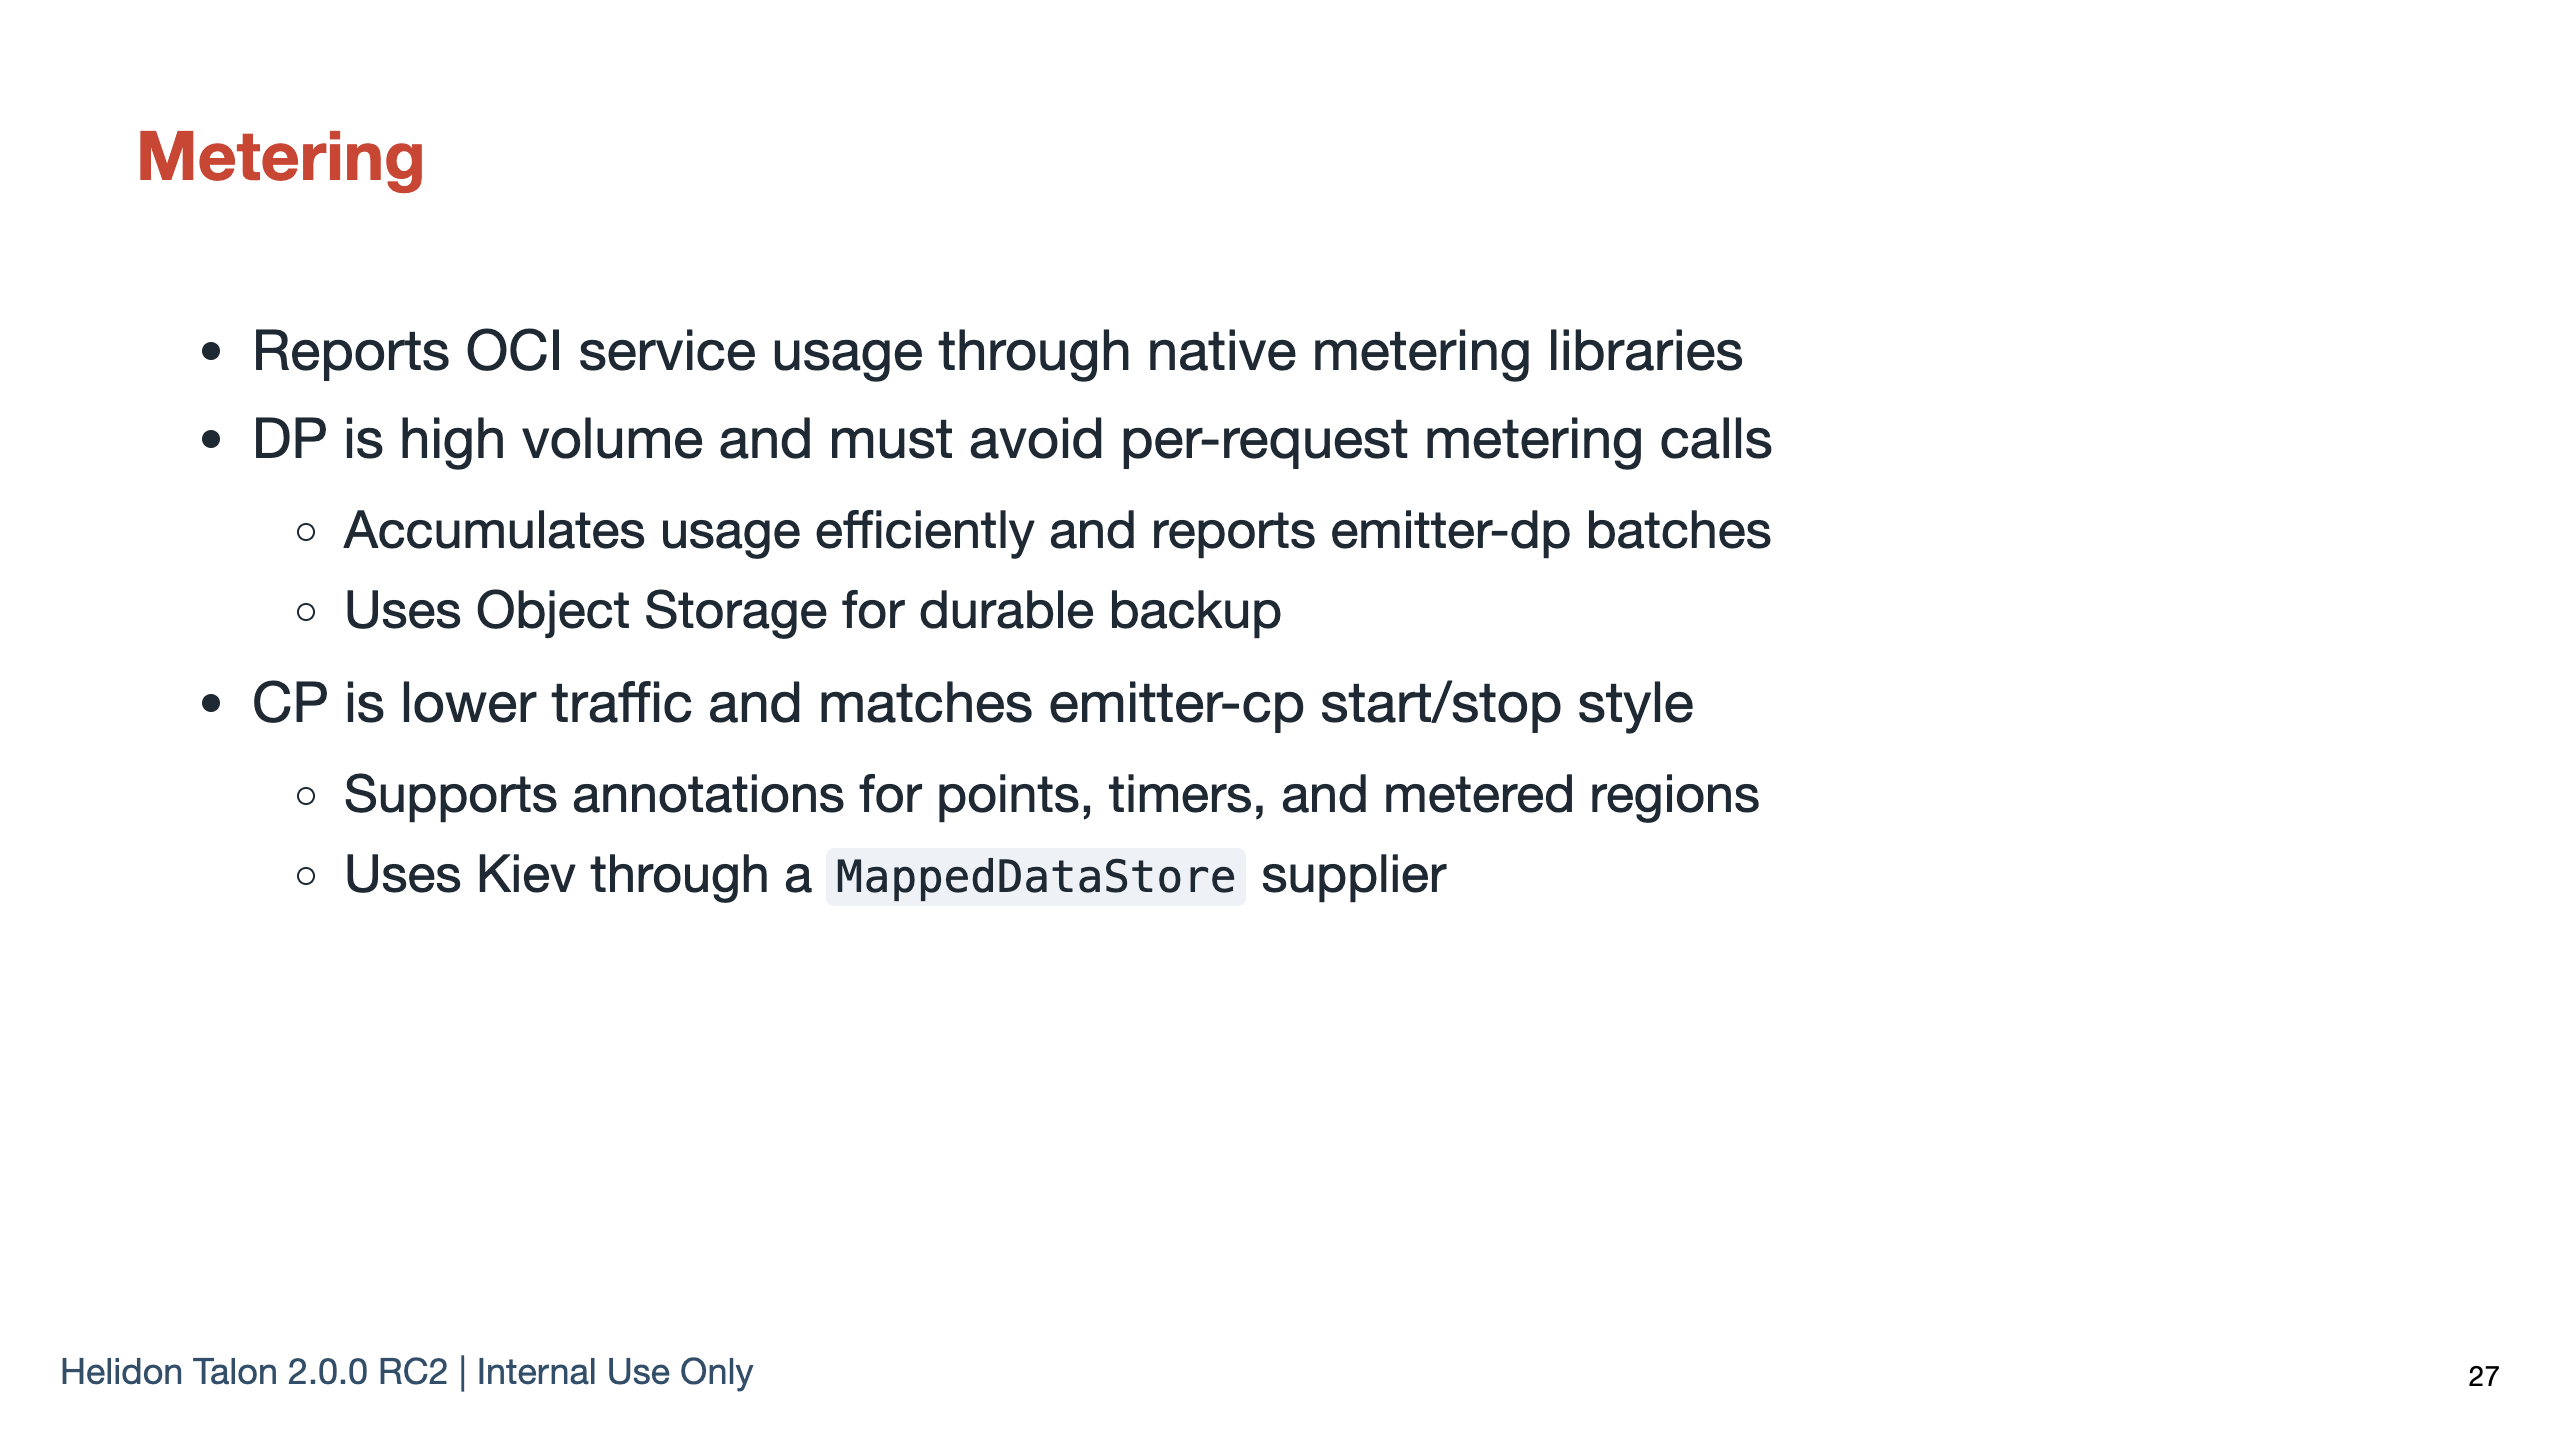 Metering
• Reports OCI service usage through native metering libraries
• DP is high volume and must avoid per-request metering calls
◦ Accumulates usage efficiently and reports emitter-dp batches
◦ Uses Object Storage for durable backup
• CP is lower traffic and matches emitter-cp start/stop style
◦ Supports annotations for points, timers, and metered regions
◦ Uses Kiev through a MappedDataStore supplier
Helidon Talon 2.0.0 RC2 | Internal Use Only
27